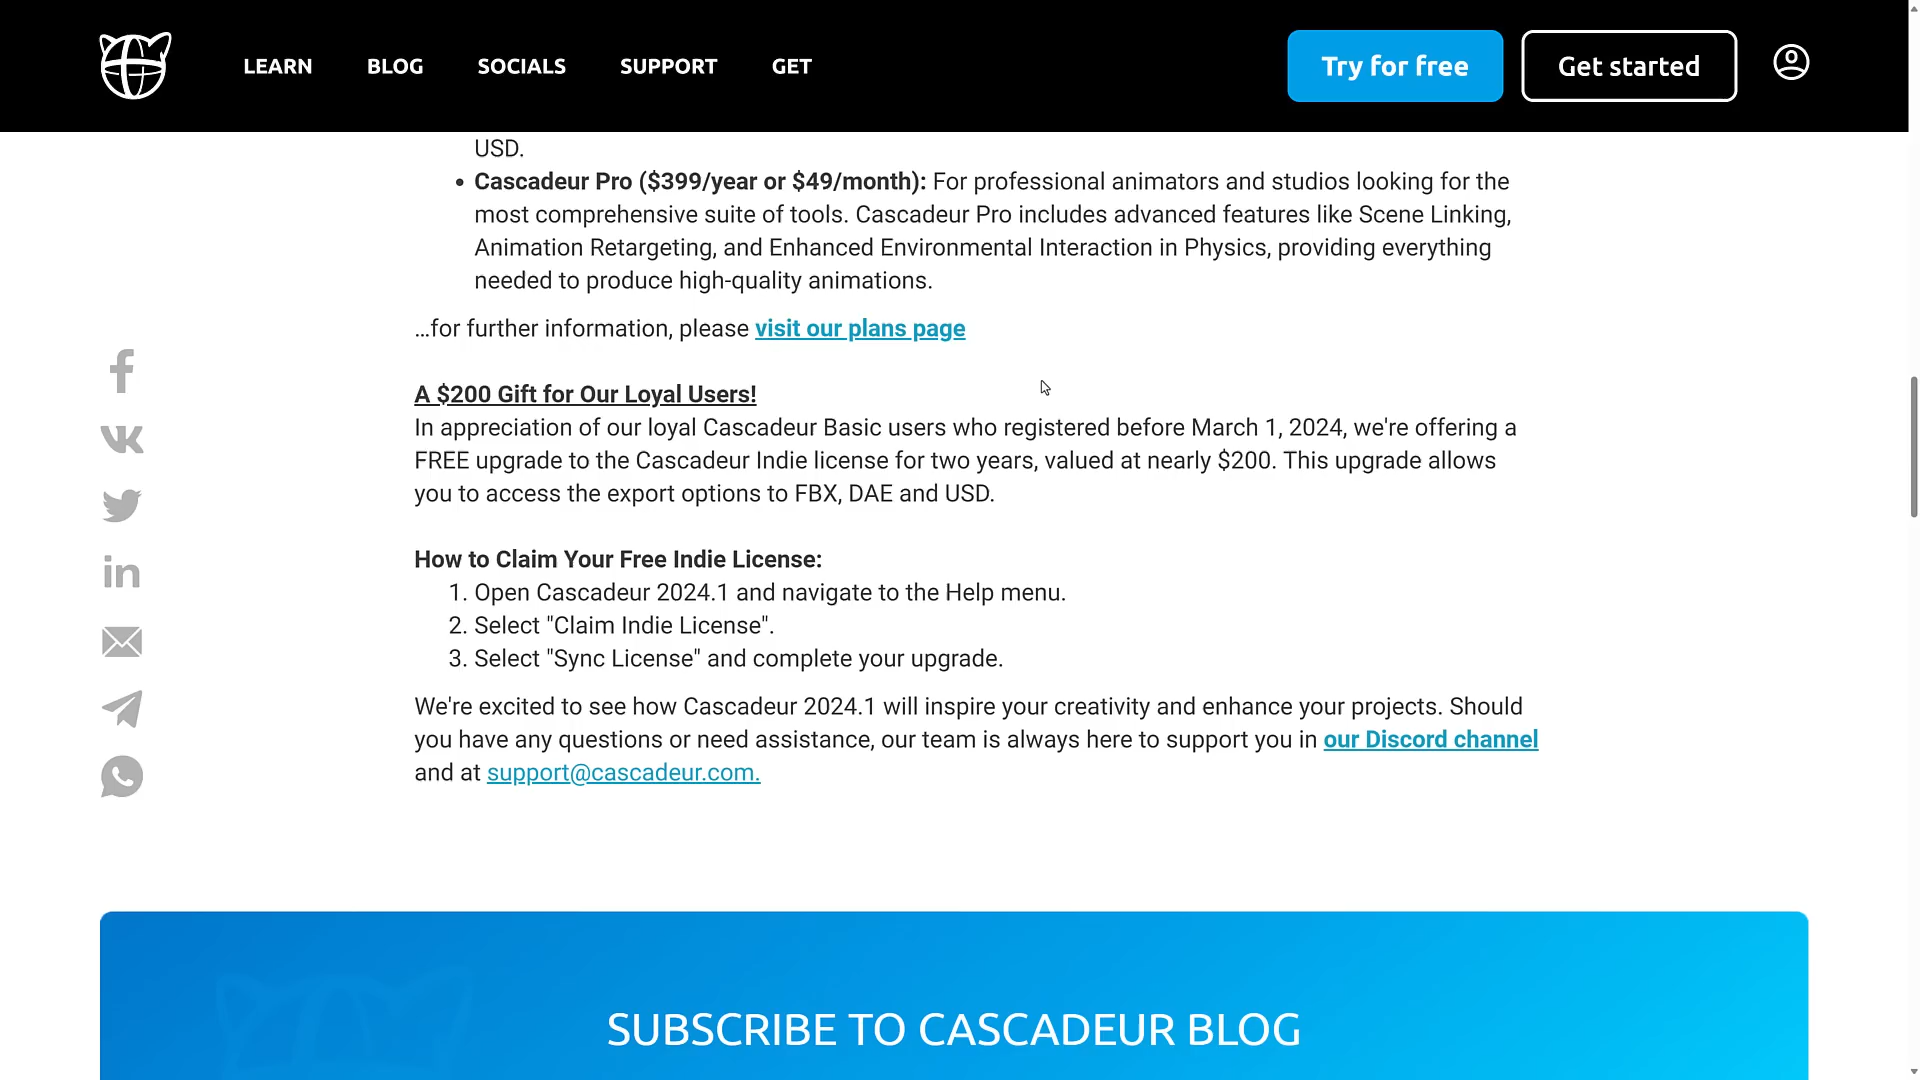 LEARN BLOG SOCIALS SUPPORT GET Try for free Get started
USD.
• Cascadeur Pro ($399/year or $49/month): For professional animators and studios looking for the
most comprehensive suite of tools. Cascadeur Pro includes advanced features like Scene Linking,
Animation Retargeting, and Enhanced Environmental Interaction in Physics, providing everything
needed to produce high-quality animations.
...for further information, please visit our plans page
A $200 Gift for Our Loyal Users!
In appreciation of our loyal Cascadeur Basic users who registered before March 1, 2024, we're offering a
FREE upgrade to the Cascadeur Indie license for two years, valued at nearly $200. This upgrade allows
you to access the export options to FBX, DAE and USD.
How to Claim Your Free Indie License:
1. Open Cascadeur 2024.1 and navigate to the Help menu.
2. Select "Claim Indie License".
3. Select "Sync License" and complete your upgrade.
We're excited to see how Cascadeur 2024.1 will inspire your creativity and enhance your projects. Should
you have any questions or need assistance, our team is always here to support you in our Discord channel
and at support@cascadeur.com.
SUBSCRIBE TO CASCADEUR BLOG